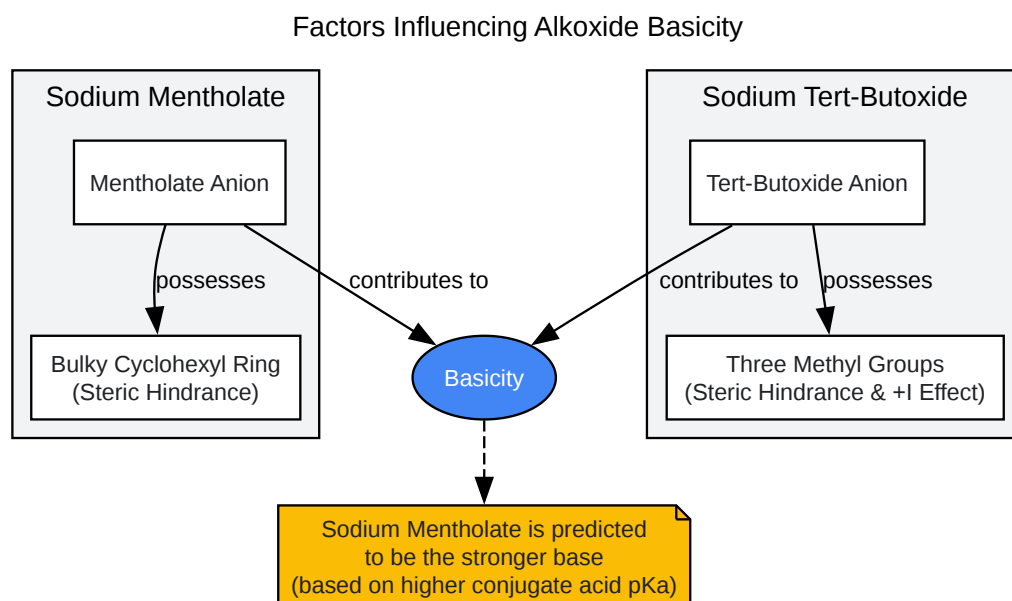 Factors Influencing Alkoxide Basicity
Sodium Mentholate
Sodium Tert-Butoxide
Mentholate Anion
Tert-Butoxide Anion
possesses
contributes to
contributes to
possesses
Bulky Cyclohexyl Ring
(Steric Hindrance)
Basicity
Three Methyl Groups
(Steric Hindrance & +I Effect)
Sodium Mentholate is predicted
to be the stronger base
(based on higher conjugate acid pKa)